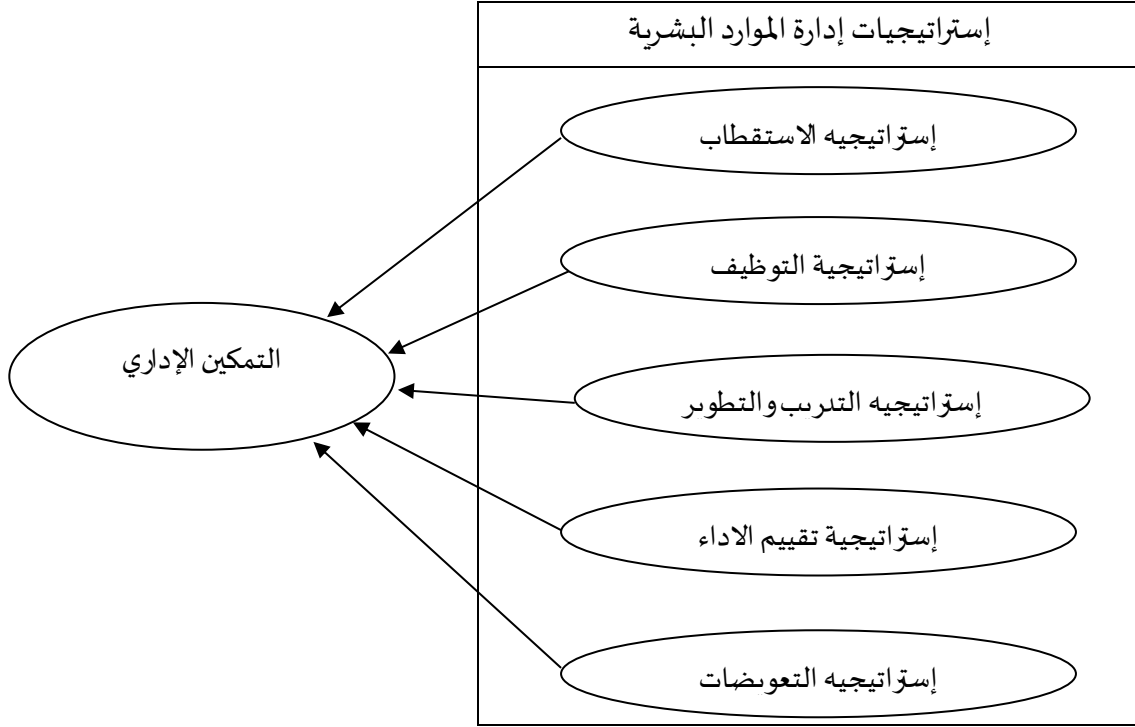 إستراتيجيات إدارة الموارد البشرية
إستراتيجيه الاستقطاب
إستراتيجية التوظيف
التمكين الإداري
إستراتيجيه التدريب والتطوير
إستراتيجية تقييم الاداء
إستراتيجيه التعويضات